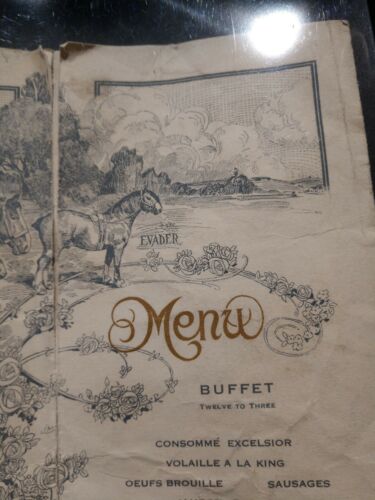 EVADER
Menu
BUFFET
TWELVE TO THREE
CONSOMMÉ EXCELSIOR
VOLAILLE A LA KING
OEUFS BROUILLE SAUSAGES